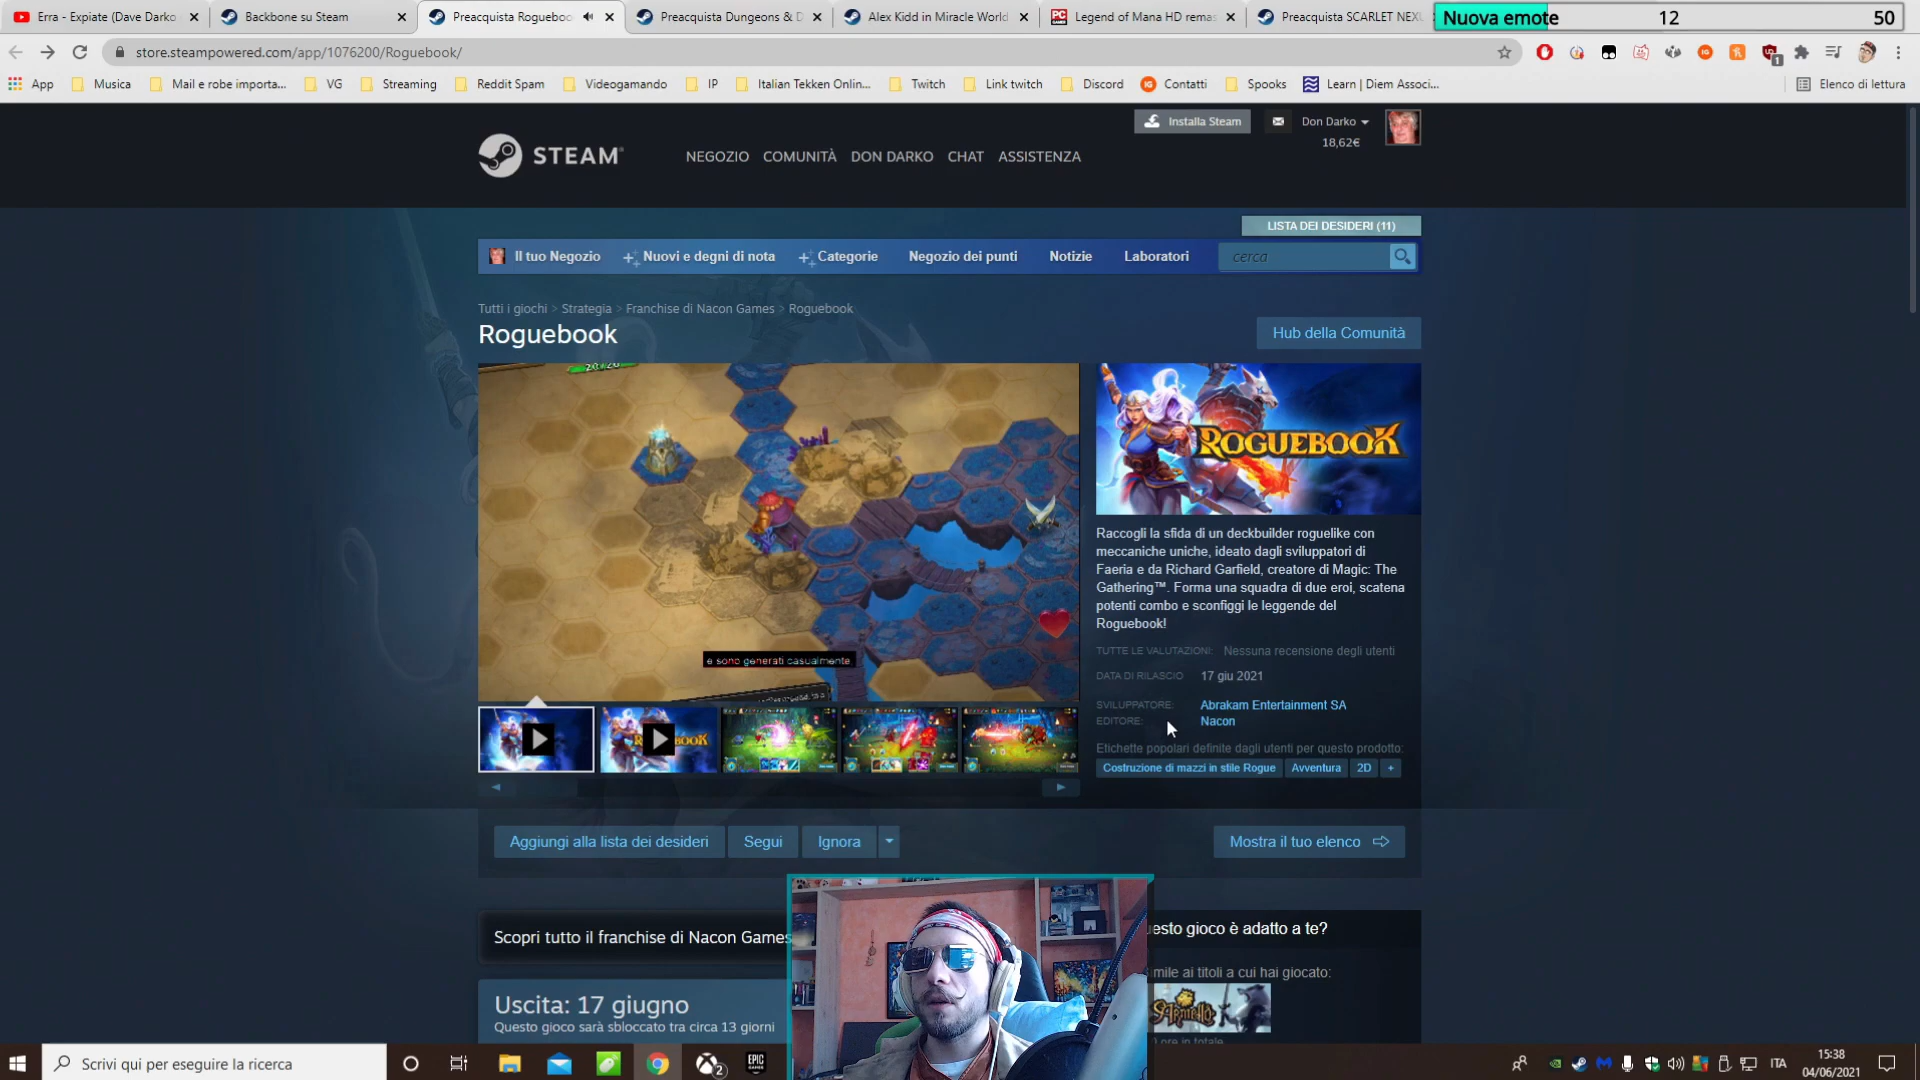 Erra - Expiate (Dave Darko
Backbone su Steam
Preacquista Rogueboo
Preacquista Dungeons & D
Alex Kidd in Miracle World
Legend of Mana HD remas
Preacquista SCARLET NEXU
Nuova emote 12 50
store.steampowered.com/app/1076200/Roguebook/
App
Musica
Mail e robe importa...
VG
Streaming
Reddit Spam
Videogamando
IP
Italian Tekken Onlin...
Twitch
Link twitch
Discord
Contatti
Spooks
Learn | Diem Associ...
Elenco di lettura
Installa Steam
Don Darko
18,62€
STEAM
NEGOZIO COMUNITÀ DON DARKO CHAT ASSISTENZA
LISTA DEI DESIDERI (11)
Il tuo Negozio Nuovi e degni di nota Categorie Negozio dei punti Notizie Laboratori cerca
Tutti i giochi > Strategia > Franchise di Nacon Games > Roguebook
Roguebook
Hub della Comunità
20/20
e sono generati casualmente
ROGUEBOOK
Raccogli la sfida di un deckbuilder roguelike con
meccaniche uniche, ideato dagli sviluppatori di
Faeria e da Richard Garfield, creatore di Magic: The
Gathering™. Forma una squadra di due eroi, scatena
potenti combo e sconfiggi le leggende del
Roguebook!
TUTTE LE VALUTAZIONI: Nessuna recensione degli utenti
DATA DI RILASCIO 17 giu 2021
SVILUPPATORE: Abrakam Entertainment SA
EDITORE: Nacon
Etichette popolari definite dagli utenti per questo prodotto:
Costruzione di mazzi in stile Rogue Avventura 2D +
Aggiungi alla lista dei desideri
Segui
Ignora
Mostra il tuo elenco
Scopri tutto il franchise di Nacon Games
esto gioco è adatto a te?
mile ai titoli a cui hai giocato:
Uscita: 17 giugno
Questo gioco sarà sbloccato tra circa 13 giorni
Scrivi qui per eseguire la ricerca
2
EPIC GAMES
ITA
15:38
04/06/2021